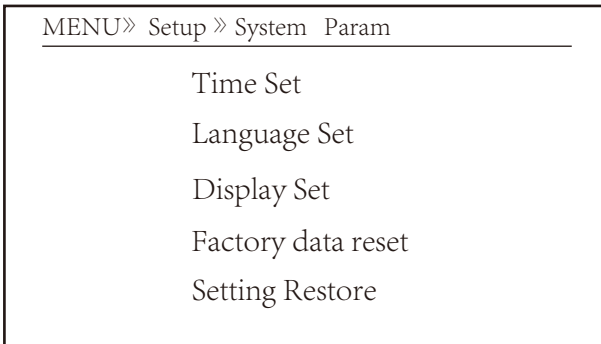 MENU» Setup » System Param
Time Set
Language Set
Display Set
Factory data reset
Setting Restore